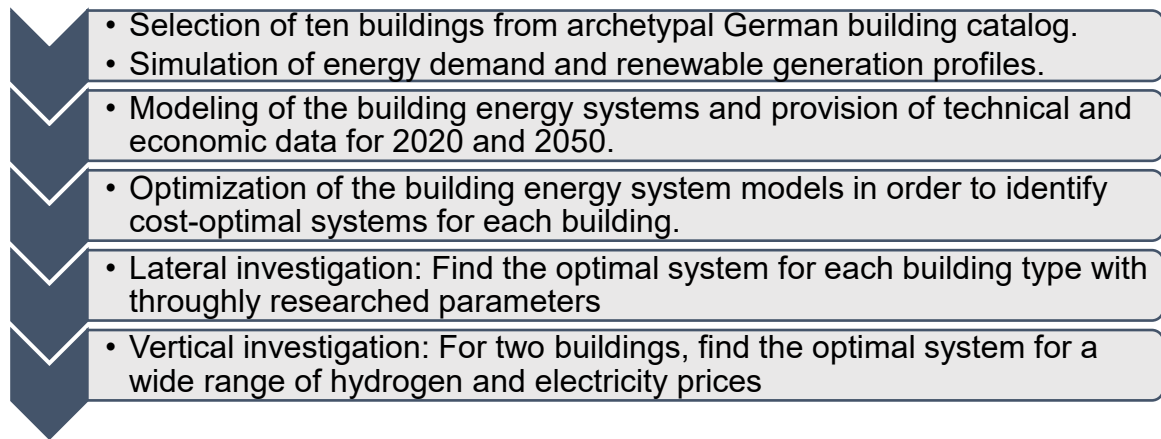 • Selection of ten buildings from archetypal German building catalog.
• Simulation of energy demand and renewable generation profiles.
• Modeling of the building energy systems and provision of technical and
economic data for 2020 and 2050.
• Optimization of the building energy system models in order to identify
cost-optimal systems for each building.
• Lateral investigation: Find the optimal system for each building type with
throughly researched parameters
• Vertical investigation: For two buildings, find the optimal system for a
wide range of hydrogen and electricity prices